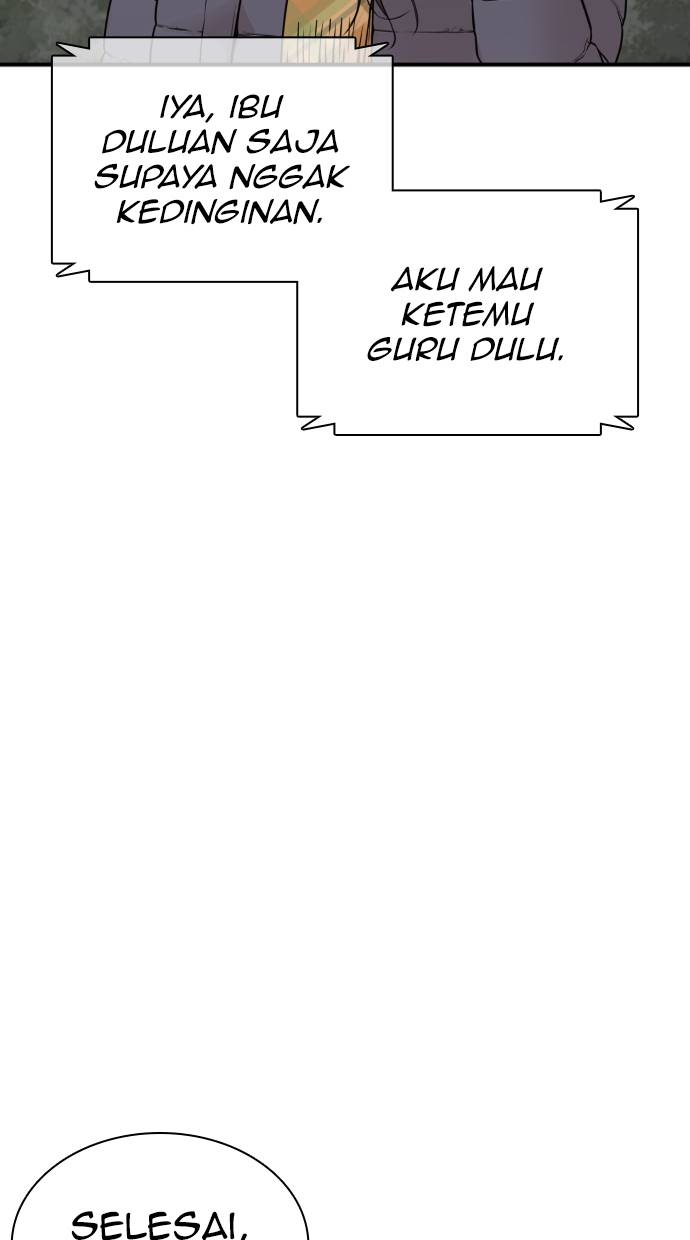 IYA, IBU
DULUAN SAJA
SUPAYA NGGAK
KEDINGINAN.
AKU MAU
KETEMU
GURU DULU.
SELESAI,